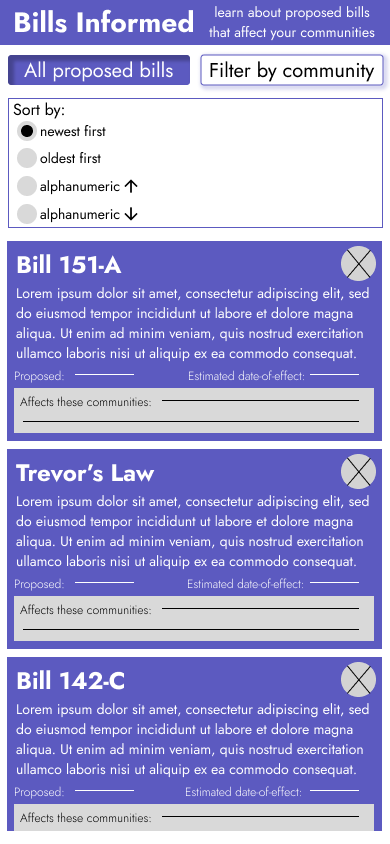 Bills Informed
learn about proposed bills
that affect your communities
All proposed bills
Filter by community
Sort by:
newest first
oldest first
alphanumeric ↑
alphanumeric ↓
Bill 151-A
Lorem ipsum dolor sit amet, consectetur adipiscing elit, sed
do eiusmod tempor incididunt ut labore et dolore magna
aliqua. Ut enim ad minim veniam, quis nostrud exercitation
ullamco laboris nisi ut aliquip ex ea commodo consequat.
Proposed: Estimated date-of-effect:
Affects these communities:
Trevor's Law
Lorem ipsum dolor sit amet, consectetur adipiscing elit, sed
do eiusmod tempor incididunt ut labore et dolore magna
aliqua. Ut enim ad minim veniam, quis nostrud exercitation
ullamco laboris nisi ut aliquip ex ea commodo consequat.
Proposed: Estimated date-of-effect:
Affects these communities:
Bill 142-C
Lorem ipsum dolor sit amet, consectetur adipiscing elit, sed
do eiusmod tempor incididunt ut labore et dolore magna
aliqua. Ut enim ad minim veniam, quis nostrud exercitation
ullamco laboris nisi ut aliquip ex ea commodo consequat.
Proposed: Estimated date-of-effect:
Affects these communities: